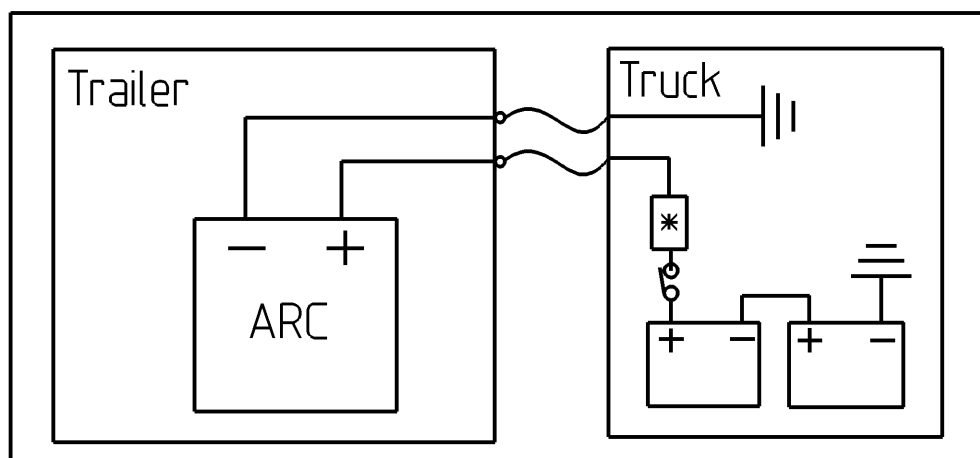 Trailer
Truck
*
− +
ARC
+ − + −